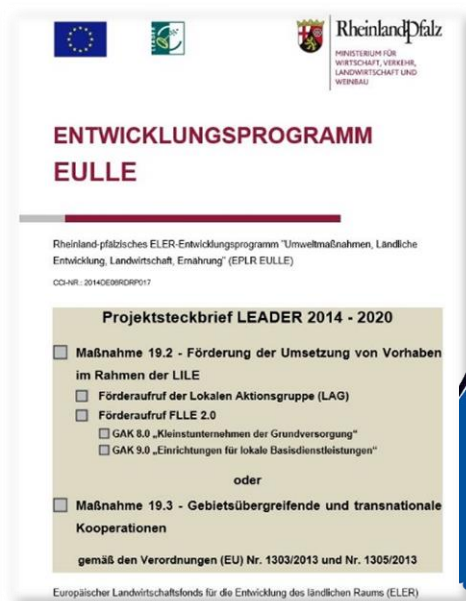 RheinlandPfalz
MINISTERIUM FÜR
WIRTSCHAFT, VERKEHR,
LANDWIRTSCHAFT UND
WEINBAU
ENTWICKLUNGSPROGRAMM
EULLE
Rheinland-pfälzisches ELER-Entwicklungsprogramm "Umweltmaßnahmen, Ländliche
Entwicklung, Landwirtschaft, Ernährung" (EPLR EULLE)
CCI-NR.: 2014DE06RDRP017
Projektsteckbrief LEADER 2014 - 2020
Maßnahme 19.2 - Förderung der Umsetzung von Vorhaben
im Rahmen der LILE
Förderaufruf der Lokalen Aktionsgruppe (LAG)
Förderaufruf FLLE 2.0
GAK 8.0 „Kleinstunternehmen der Grundversorgung“
GAK 9.0 „Einrichtungen für lokale Basisdienstleistungen“
oder
Maßnahme 19.3 - Gebietsübergreifende und transnationale
Kooperationen
gemäß den Verordnungen (EU) Nr. 1303/2013 und Nr. 1305/2013
Europäischer Landwirtschaftsfonds für die Entwicklung des ländlichen Raums (ELER)